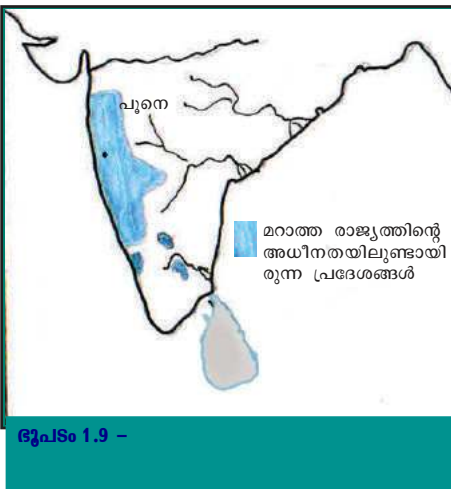 പൂനെ
മറാത്ത രാജ്യത്തിന്റെ
അധീനതയിലുണ്ടായി
രുന്ന പ്രദേശങ്ങൾ
ഭൂപടം 1.9 –